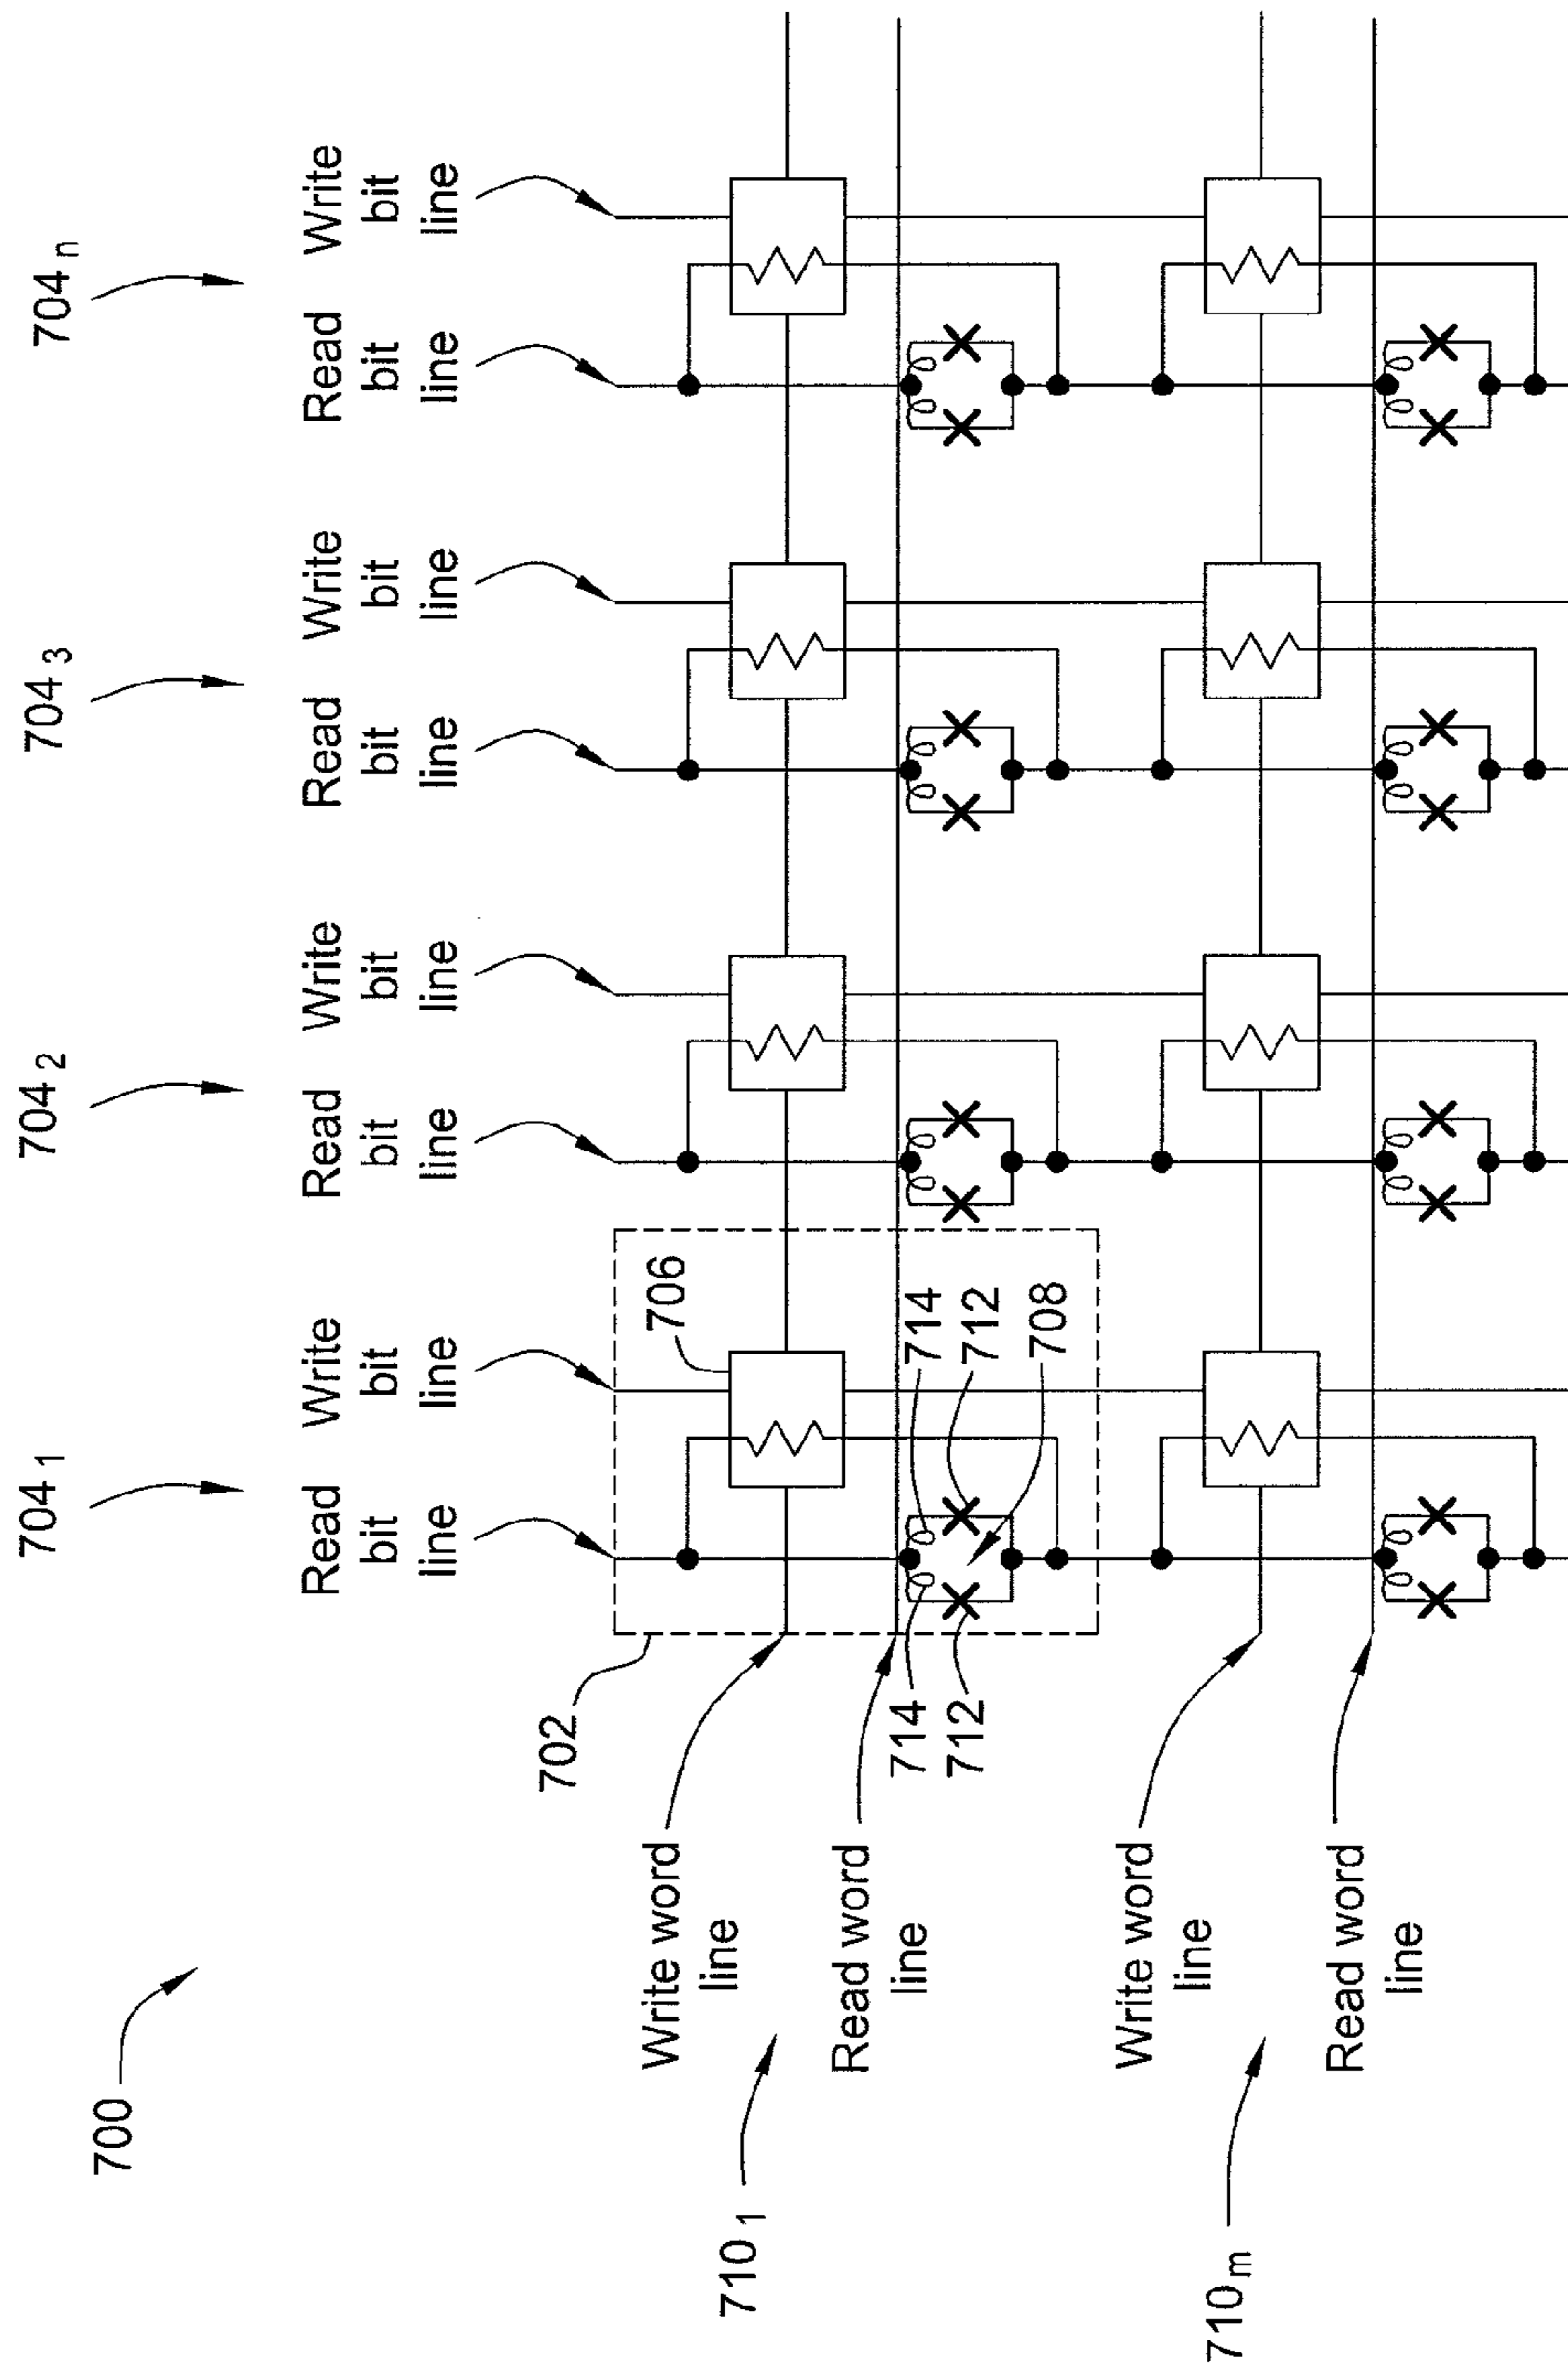 700
704 1
704 2
704 3
704 n
Read bit line
Write bit line
Read bit line
Write bit line
Read bit line
Write bit line
Read bit line
Write bit line
702
706
Write word line
710 1
Read word line
714
714
712
712
708
Write word line
710 m
Read word line